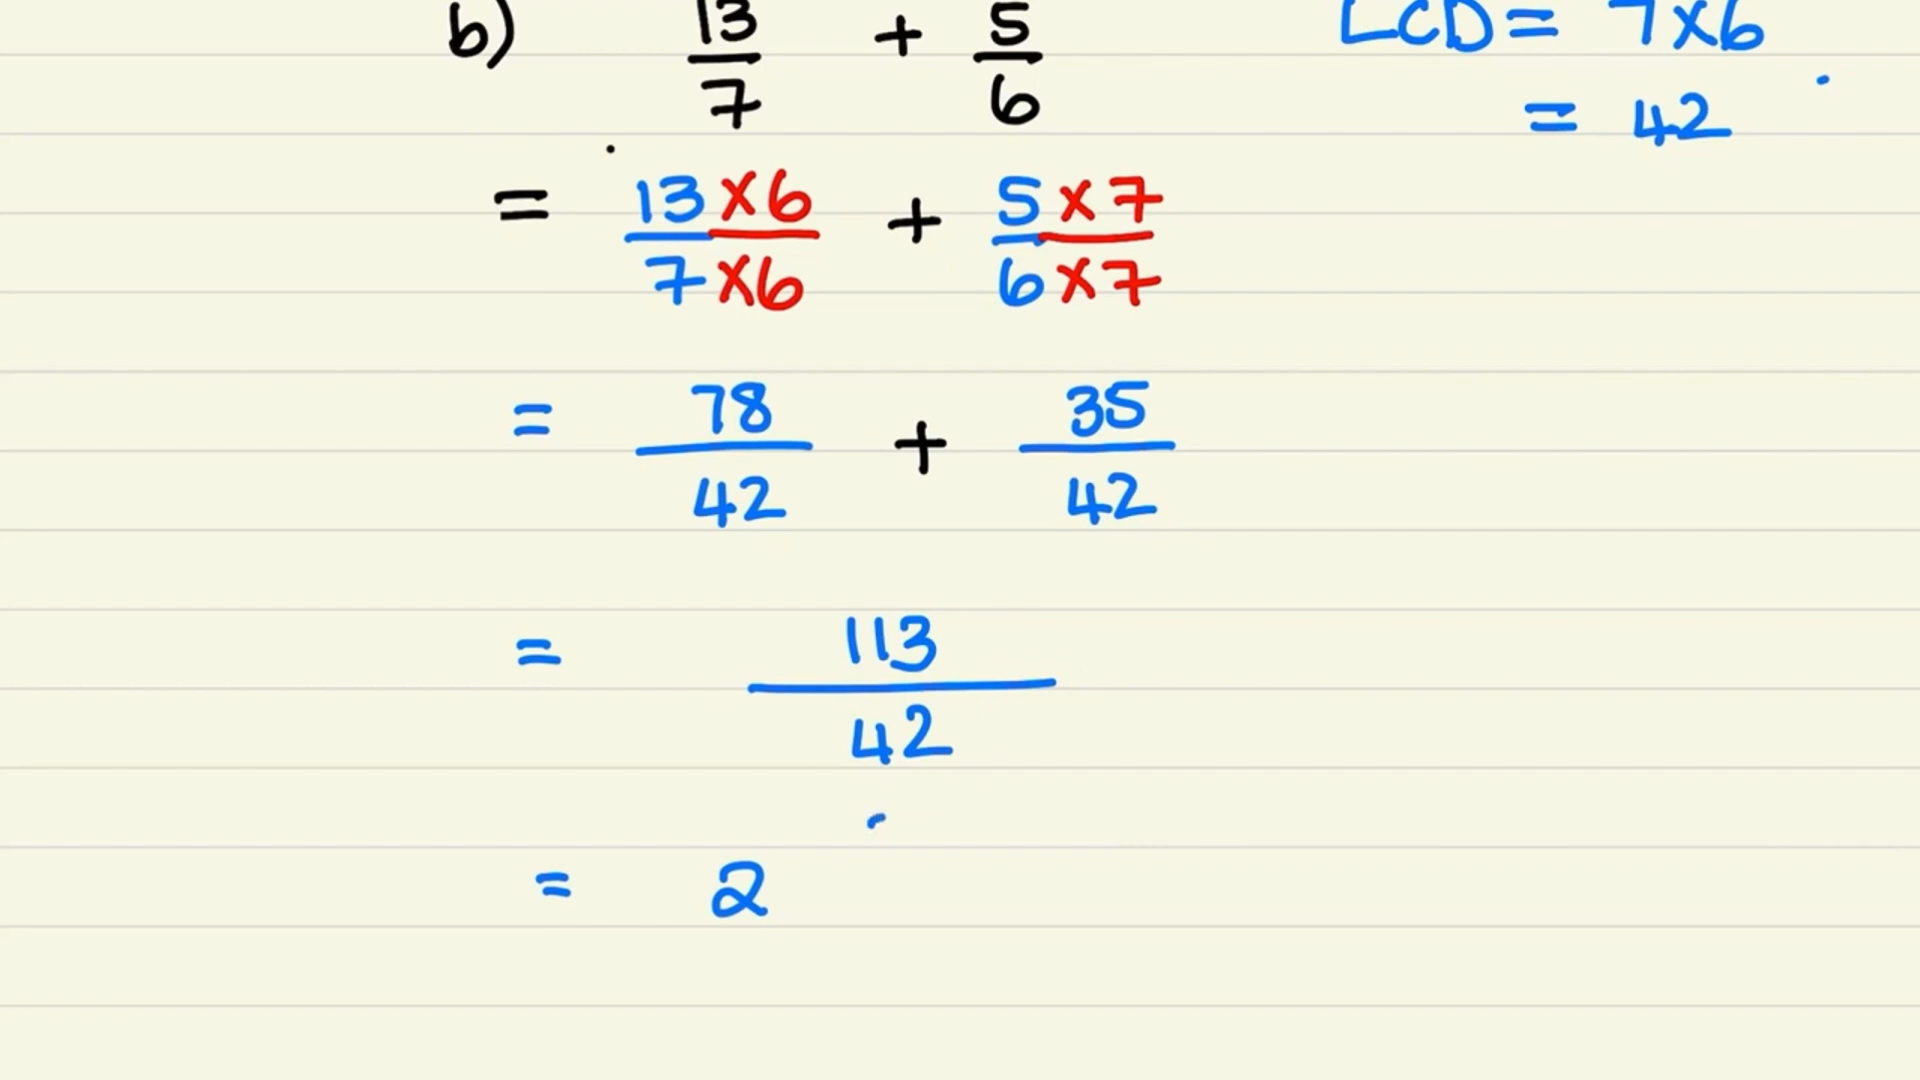 b) 13/7 + 5/6
LCD = 7×6
= 42
= 13×6/7×6 + 5×7/6×7
= 78/42 + 35/42
= 113/42
= 2